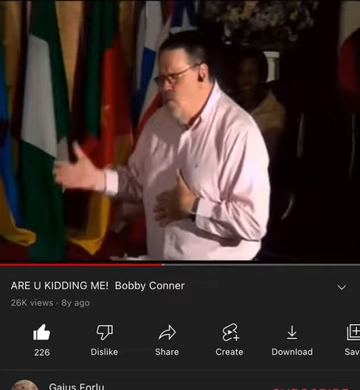 ARE U KIDDING ME! Bobby Conner
26K views · 8y ago
226
Dislike
Share
Create
Download
Gaius Forlu